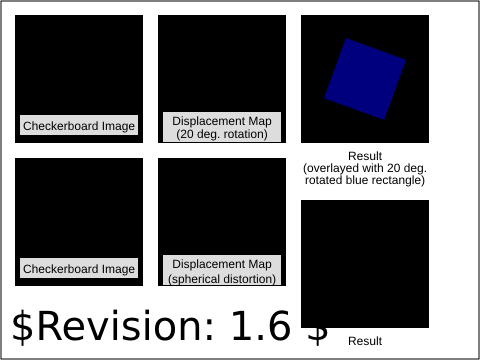 Checkerboard Image
Displacement Map
(20 deg. rotation)
Result
(overlayed with 20 deg.
rotated blue rectangle)
Checkerboard Image
Displacement Map
(spherical distortion)
Result
$Revision: 1.6 $